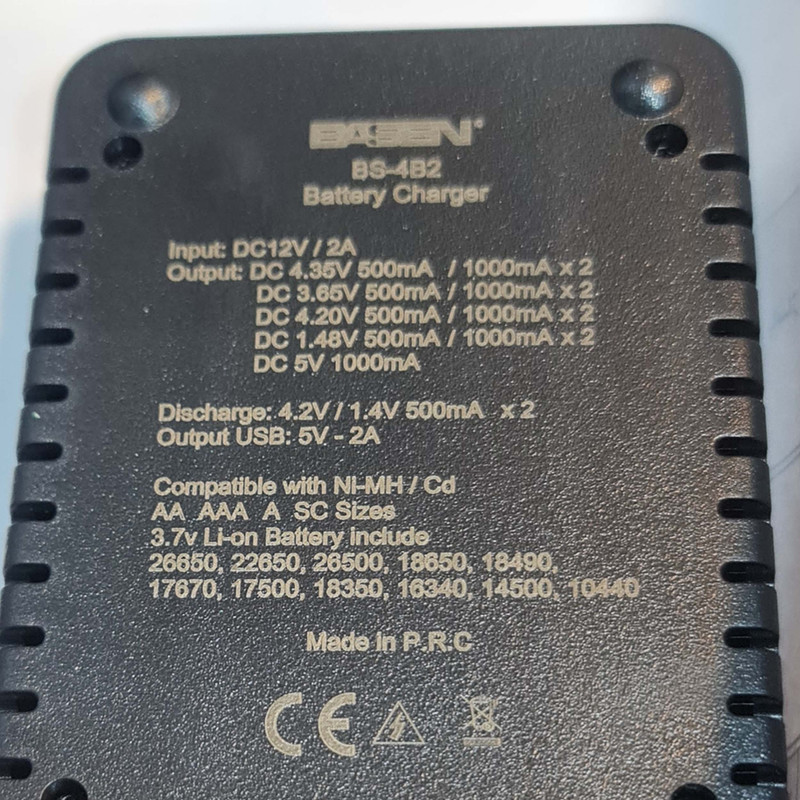 BASEN®
BS-4B2
Battery Charger
Input: DC12V / 2A
Output: DC 4.35V 500mA / 1000mA x 2
DC 3.65V 500mA / 1000mA x 2
DC 4.20V 500mA / 1000mA x 2
DC 1.48V 500mA / 1000mA x 2
DC 5V 1000mA
Discharge: 4.2V / 1.4V 500mA x 2
Output USB: 5V - 2A
Compatible with Ni-MH / Cd
AA AAA A SC Sizes
3.7v Li-on Battery include
26650, 22650, 26500, 18650, 18490,
17670, 17500, 18350, 16340, 14500, 10440
Made in P.R.C
CE